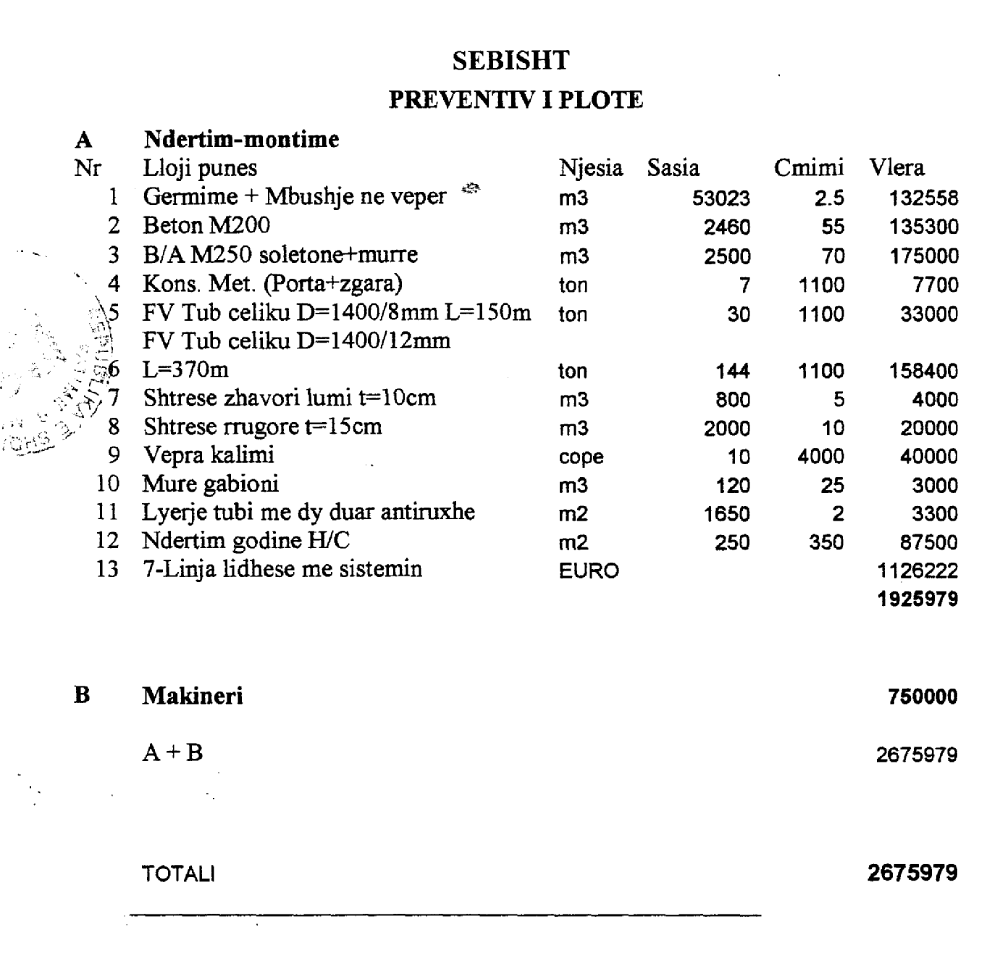 SEBISHT
PREVENTIV I PLOTE
A Ndertim-montime
Nr Lloji punes Njesia Sasia Cmimi Vlera
1 Germime + Mbushje ne veper m3 53023 2.5 132558
2 Beton M200 m3 2460 55 135300
3 B/A M250 soletone+murre m3 2500 70 175000
4 Kons. Met. (Porta+zgara) ton 7 1100 7700
5 FV Tub celiku D=1400/8mm L=150m ton 30 1100 33000
FV Tub celiku D=1400/12mm
6 L=370m ton 144 1100 158400
7 Shtrese zhavori lumi t=10cm m3 800 5 4000
8 Shtrese rrugore t=15cm m3 2000 10 20000
9 Vepra kalimi cope 10 4000 40000
10 Mure gabioni m3 120 25 3000
11 Lyerje tubi me dy duar antiruxhe m2 1650 2 3300
12 Ndertim godine H/C m2 250 350 87500
13 7-Linja lidhese me sistemin EURO 1126222
1925979
B Makineri 750000
A + B 2675979
TOTALI 2675979